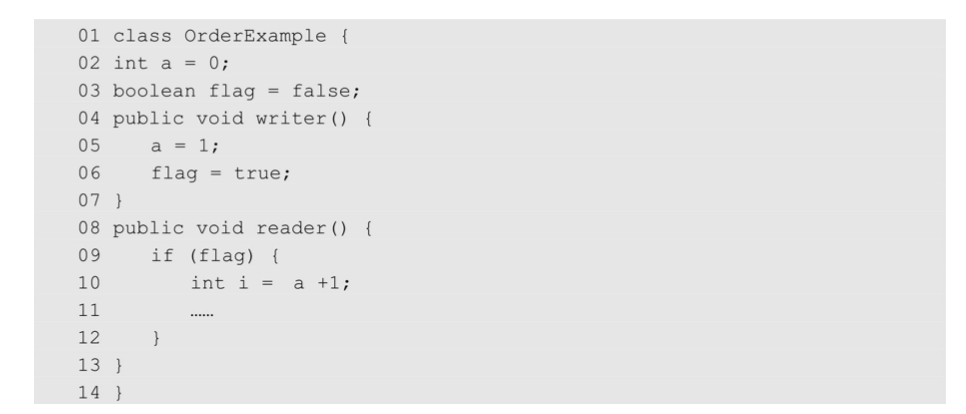 01 class OrderExample {
02 int a = 0;
03 boolean flag = false;
04 public void writer() {
05     a = 1;
06     flag = true;
07 }
08 public void reader() {
09     if (flag) {
10         int i =  a +1;
11         ……
12     }
13 }
14 }